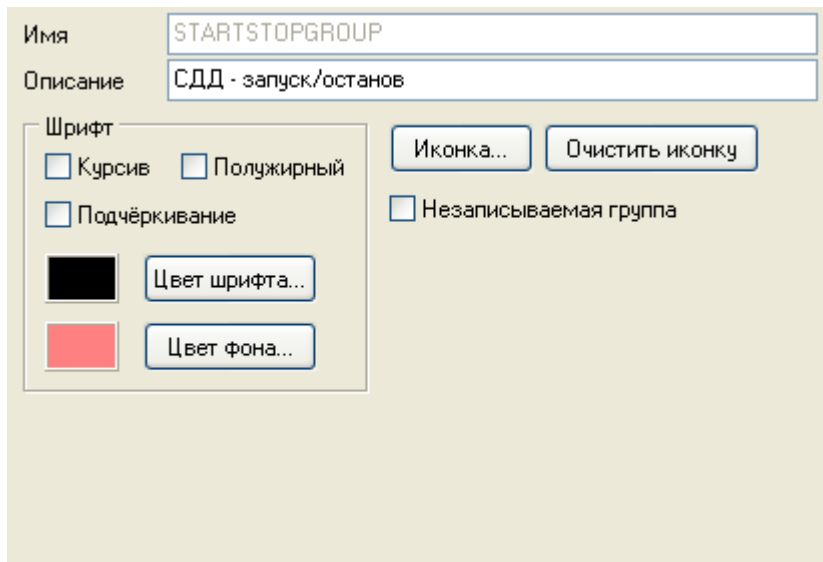 Имя STARTSTOPGROUP
Описание СДД - запуск/останов
Шрифт
Курсив Полужирный
Подчёркивание
Цвет шрифта...
Цвет фона...
Иконка... Очистить иконку
Незаписываемая группа